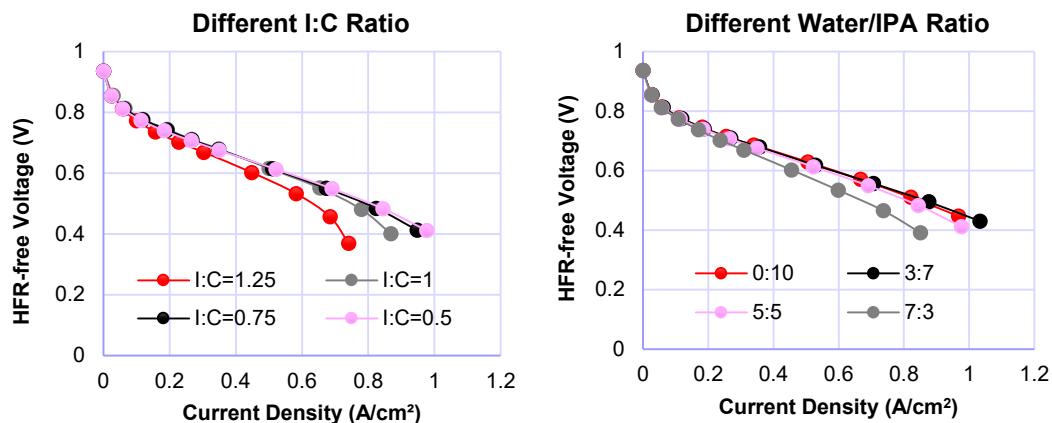 Different I:C Ratio
1
0.8
0.6
0.4
0.2
0
HFR-free Voltage (V)
I:C=1.25
I:C=1
I:C=0.75
I:C=0.5
0 0.2 0.4 0.6 0.8 1 1.2
Current Density (A/cm²)
Different Water/IPA Ratio
1
0.8
0.6
0.4
0.2
0
HFR-free Voltage (V)
0:10
3:7
5:5
7:3
0 0.2 0.4 0.6 0.8 1 1.2
Current Density (A/cm²)